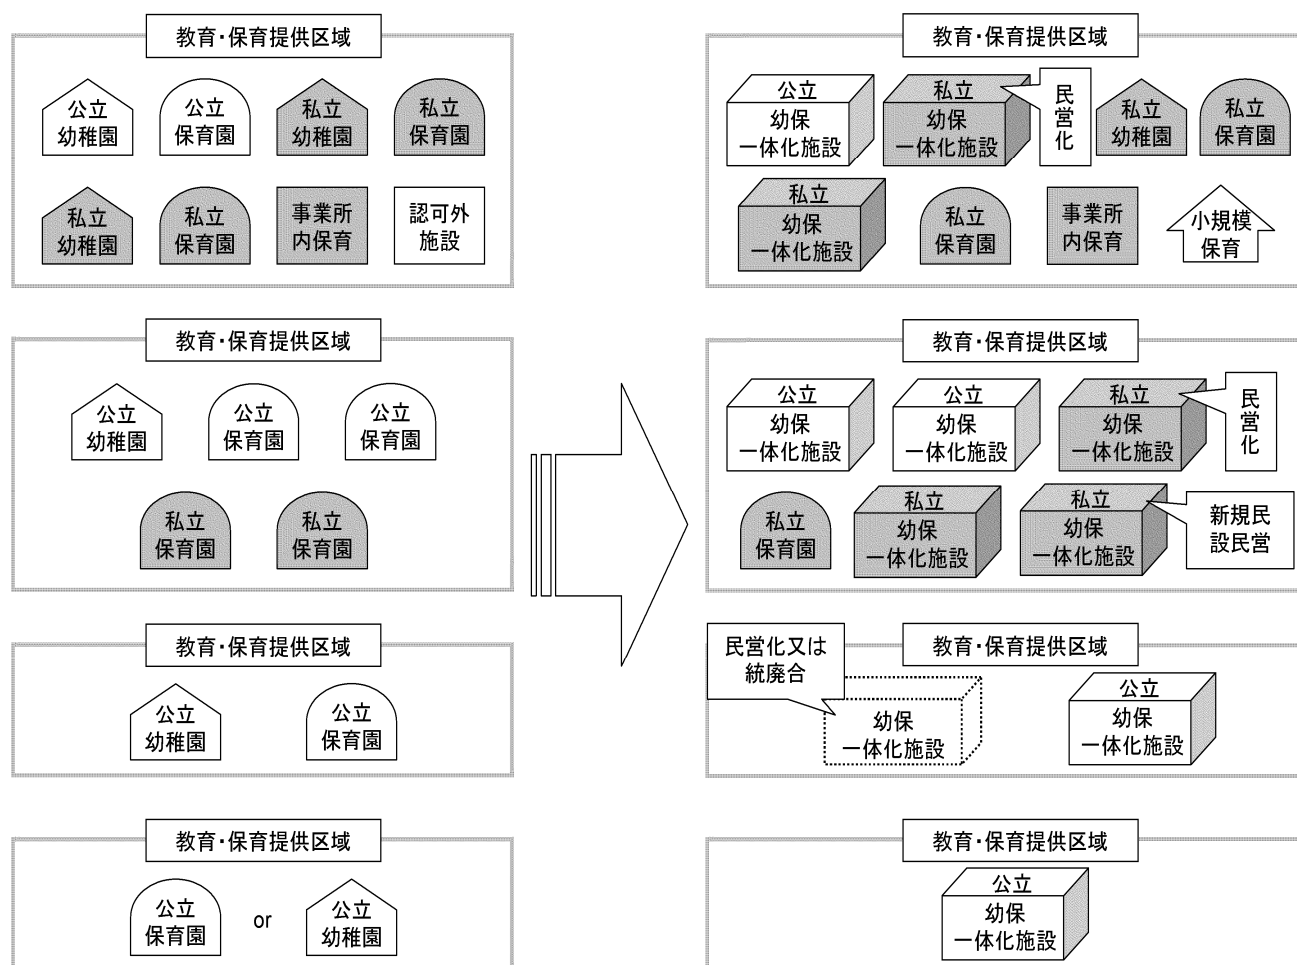 教育・保育提供区域
公立
幼稚園
公立
保育園
私立
幼稚園
私立
保育園
私立
幼稚園
私立
保育園
事業所
内保育
認可外
施設
教育・保育提供区域
公立
幼保
一体化施設
私立
幼保
一体化施設
民営化
私立
幼稚園
私立
保育園
私立
幼保
一体化施設
私立
保育園
事業所
内保育
小規模
保育
教育・保育提供区域
公立
幼稚園
公立
保育園
公立
保育園
私立
保育園
私立
保育園
教育・保育提供区域
公立
幼保
一体化施設
公立
幼保
一体化施設
私立
幼保
一体化施設
民営化
私立
保育園
私立
幼保
一体化施設
私立
幼保
一体化施設
新規民
設民営
教育・保育提供区域
公立
幼稚園
公立
保育園
教育・保育提供区域
民営化又は
統廃合
幼保
一体化施設
公立
幼保
一体化施設
教育・保育提供区域
公立
保育園
or
公立
幼稚園
教育・保育提供区域
公立
幼保
一体化施設